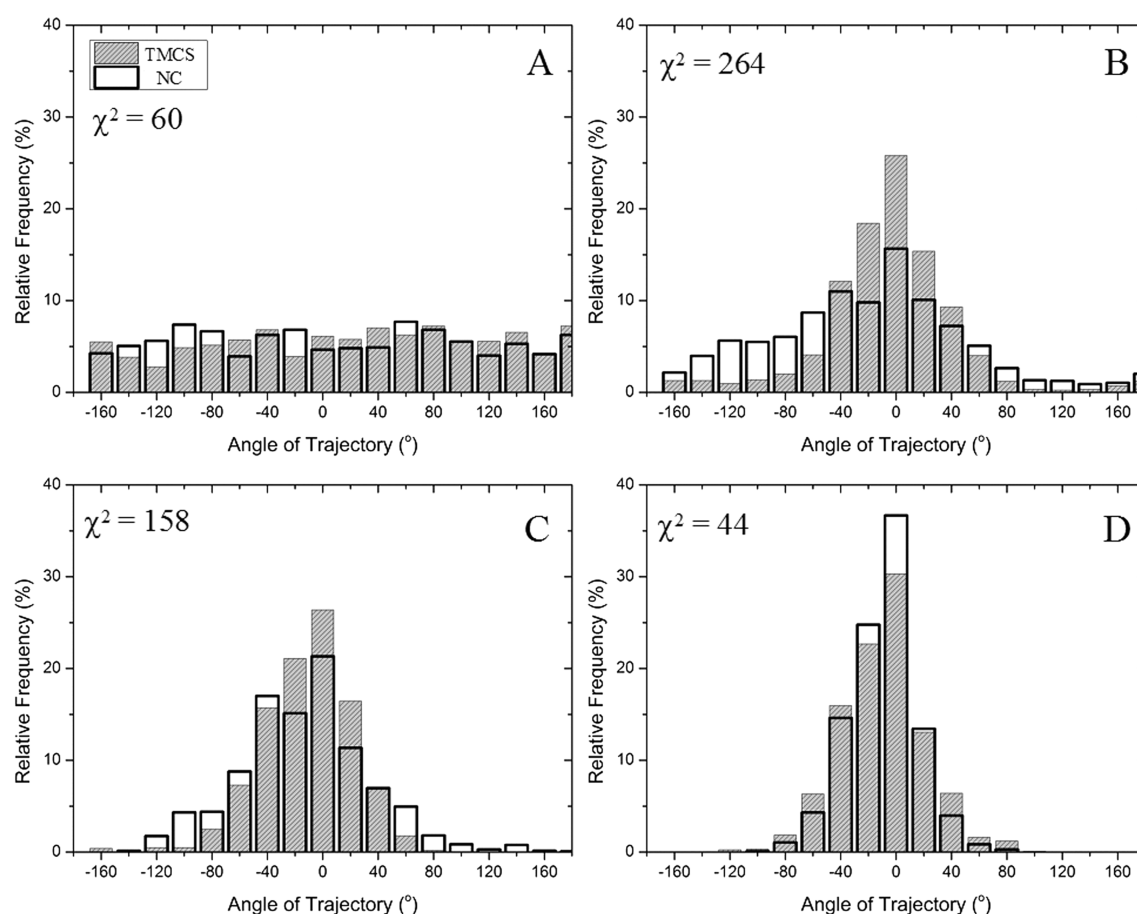 TMCS
NC
A
χ² = 60
Relative Frequency (%)
40
30
20
10
0
-160 -120 -80 -40 0 40 80 120 160
Angle of Trajectory (°)
B
χ² = 264
Relative Frequency (%)
40
30
20
10
0
-160 -120 -80 -40 0 40 80 120 160
Angle of Trajectory (°)
C
χ² = 158
Relative Frequency (%)
40
30
20
10
0
-160 -120 -80 -40 0 40 80 120 160
Angle of Trajectory (°)
D
χ² = 44
Relative Frequency (%)
40
30
20
10
0
-160 -120 -80 -40 0 40 80 120 160
Angle of Trajectory (°)